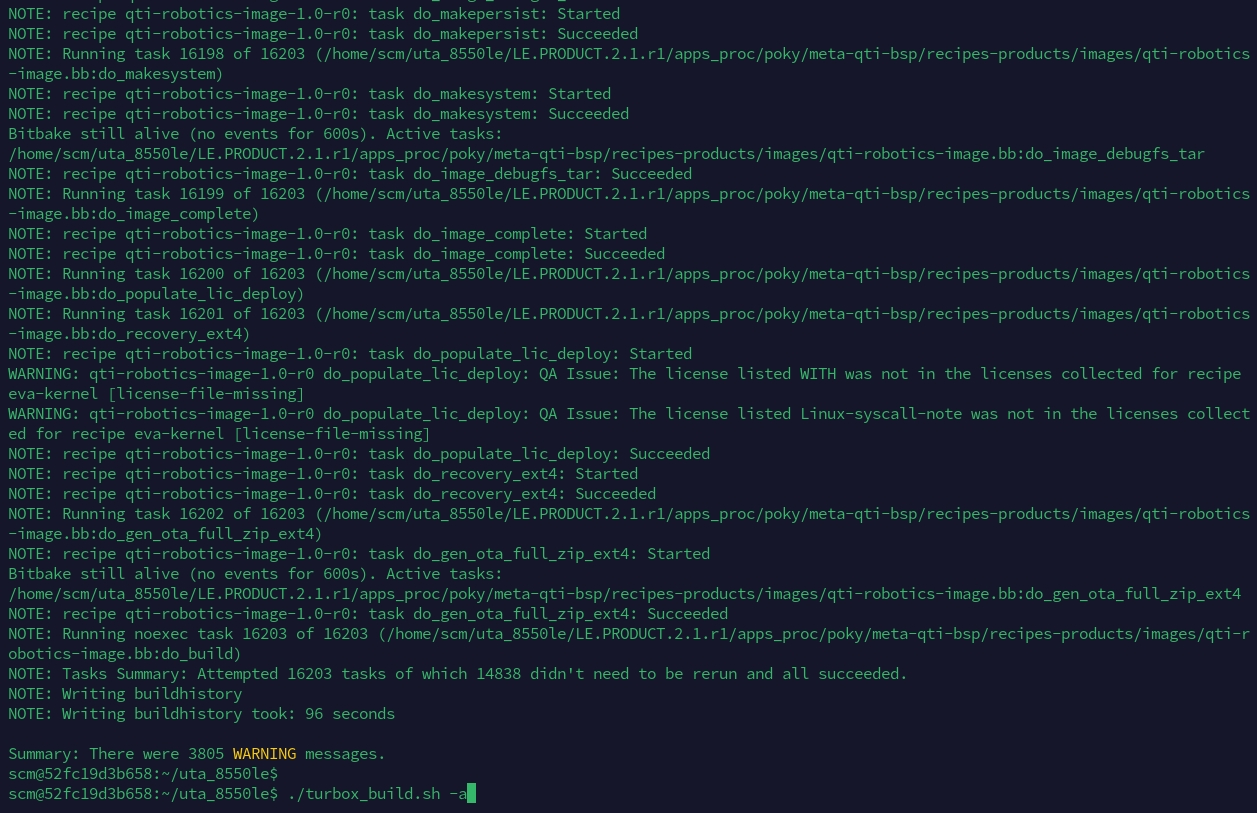 NOTE: recipe qti-robotics-image-1.0-r0: task do_makepersist: Started
NOTE: recipe qti-robotics-image-1.0-r0: task do_makepersist: Succeeded
NOTE: Running task 16198 of 16203 (/home/scm/uta_8550le/LE.PRODUCT.2.1.r1/apps_proc/poky/meta-qti-bsp/recipes-products/images/qti-robotics
-image.bb:do_makesystem)
NOTE: recipe qti-robotics-image-1.0-r0: task do_makesystem: Started
NOTE: recipe qti-robotics-image-1.0-r0: task do_makesystem: Succeeded
Bitbake still alive (no events for 600s). Active tasks:
/home/scm/uta_8550le/LE.PRODUCT.2.1.r1/apps_proc/poky/meta-qti-bsp/recipes-products/images/qti-robotics-image.bb:do_image_debugfs_tar
NOTE: recipe qti-robotics-image-1.0-r0: task do_image_debugfs_tar: Succeeded
NOTE: Running task 16199 of 16203 (/home/scm/uta_8550le/LE.PRODUCT.2.1.r1/apps_proc/poky/meta-qti-bsp/recipes-products/images/qti-robotics
-image.bb:do_image_complete)
NOTE: recipe qti-robotics-image-1.0-r0: task do_image_complete: Started
NOTE: recipe qti-robotics-image-1.0-r0: task do_image_complete: Succeeded
NOTE: Running task 16200 of 16203 (/home/scm/uta_8550le/LE.PRODUCT.2.1.r1/apps_proc/poky/meta-qti-bsp/recipes-products/images/qti-robotics
-image.bb:do_populate_lic_deploy)
NOTE: Running task 16201 of 16203 (/home/scm/uta_8550le/LE.PRODUCT.2.1.r1/apps_proc/poky/meta-qti-bsp/recipes-products/images/qti-robotics
-image.bb:do_recovery_ext4)
NOTE: recipe qti-robotics-image-1.0-r0: task do_populate_lic_deploy: Started
WARNING: qti-robotics-image-1.0-r0 do_populate_lic_deploy: QA Issue: The license listed WITH was not in the licenses collected for recipe
eva-kernel [license-file-missing]
WARNING: qti-robotics-image-1.0-r0 do_populate_lic_deploy: QA Issue: The license listed Linux-syscall-note was not in the licenses collect
ed for recipe eva-kernel [license-file-missing]
NOTE: recipe qti-robotics-image-1.0-r0: task do_populate_lic_deploy: Succeeded
NOTE: recipe qti-robotics-image-1.0-r0: task do_recovery_ext4: Started
NOTE: recipe qti-robotics-image-1.0-r0: task do_recovery_ext4: Succeeded
NOTE: Running task 16202 of 16203 (/home/scm/uta_8550le/LE.PRODUCT.2.1.r1/apps_proc/poky/meta-qti-bsp/recipes-products/images/qti-robotics
-image.bb:do_gen_ota_full_zip_ext4)
NOTE: recipe qti-robotics-image-1.0-r0: task do_gen_ota_full_zip_ext4: Started
Bitbake still alive (no events for 600s). Active tasks:
/home/scm/uta_8550le/LE.PRODUCT.2.1.r1/apps_proc/poky/meta-qti-bsp/recipes-products/images/qti-robotics-image.bb:do_gen_ota_full_zip_ext4
NOTE: recipe qti-robotics-image-1.0-r0: task do_gen_ota_full_zip_ext4: Succeeded
NOTE: Running noexec task 16203 of 16203 (/home/scm/uta_8550le/LE.PRODUCT.2.1.r1/apps_proc/poky/meta-qti-bsp/recipes-products/images/qti-r
obotics-image.bb:do_build)
NOTE: Tasks Summary: Attempted 16203 tasks of which 14838 didn't need to be rerun and all succeeded.
NOTE: Writing buildhistory
NOTE: Writing buildhistory took: 96 seconds
Summary: There were 3805 WARNING messages.
scm@52fc19d3b658:~/uta_8550le$
scm@52fc19d3b658:~/uta_8550le$ ./turbox_build.sh -a